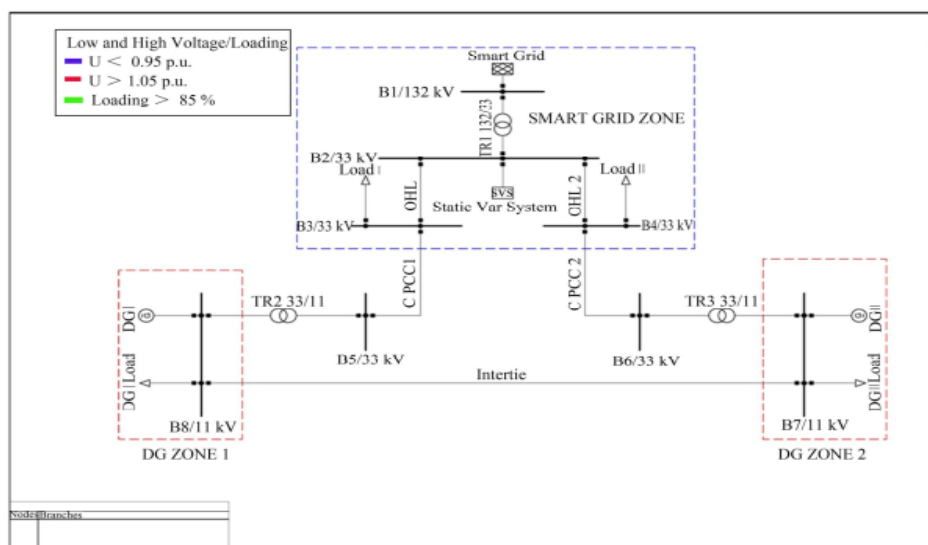 Low and High Voltage/Loading
U < 0.95 p.u.
U > 1.05 p.u.
Loading > 85 %
Smart Grid
B1/132 kV
TR1 132/33
SMART GRID ZONE
B2/33 kV
Load I
OHL
SVS
Static Var System
OHL 2
Load II
B3/33 kV
B4/33 kV
C PCC1
C PCC 2
DG I
TR2 33/11
B5/33 kV
B6/33 kV
TR3 33/11
DG II
DG I Load
Intertie
DG II Load
B8/11 kV
B7/11 kV
DG ZONE 1
DG ZONE 2
Nodes Branches